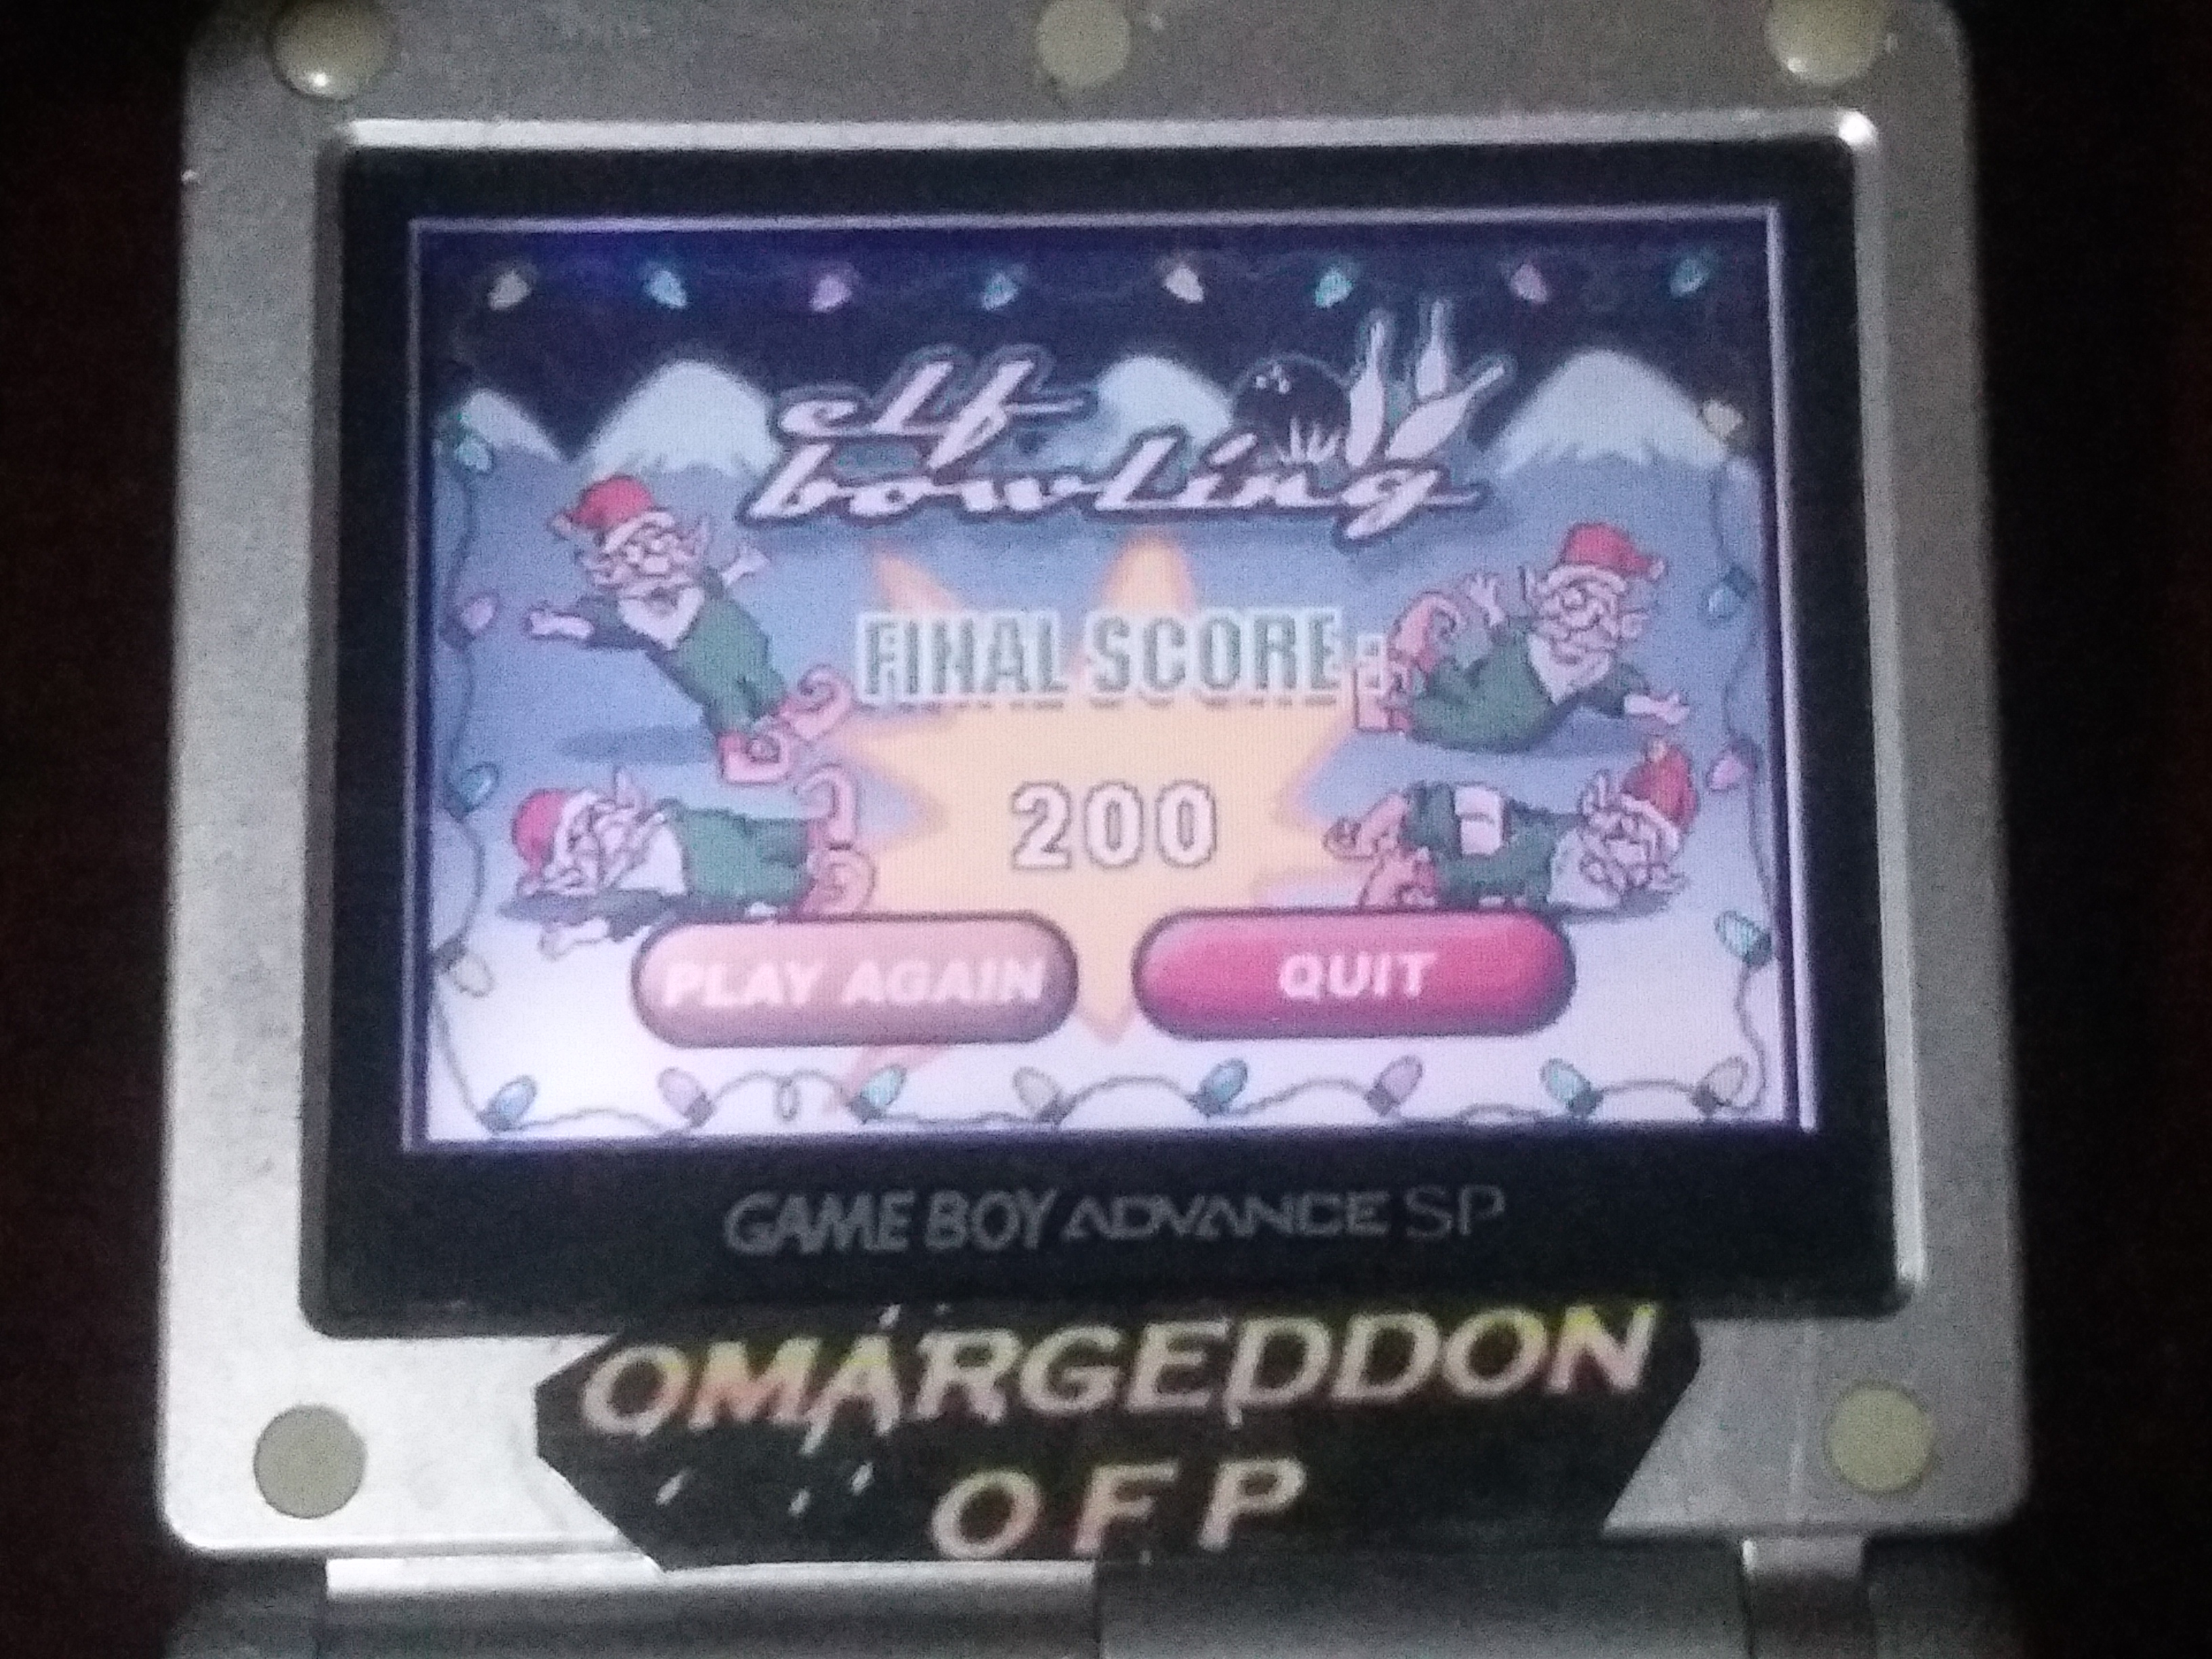 elf
bowling
FINAL SCORE:
200
PLAY AGAIN
QUIT
GAME BOY ADVANCE SP
OMARGEDDON
OFP